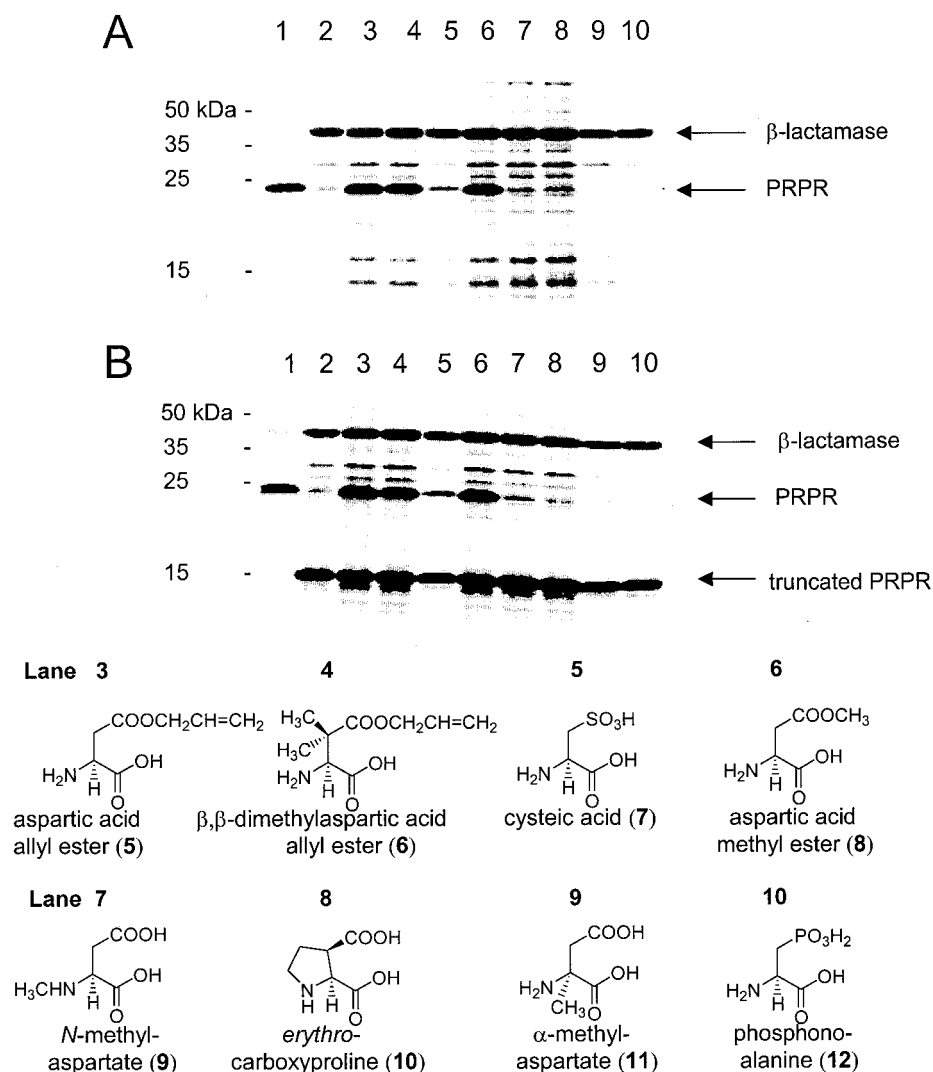 A
1 2 3 4 5 6 7 8 9 10
50 kDa -
35 -
25 -
15 -
β-lactamase
PRPR
B
1 2 3 4 5 6 7 8 9 10
50 kDa -
35 -
25 -
15 -
β-lactamase
PRPR
truncated PRPR
Lane 3 4 5 6
COOCH₂CH=CH₂
H₂N
H
OH
O
aspartic acid
allyl ester (5)
H₃C
H₃C
COOCH₂CH=CH₂
H₂N
H
OH
O
β,β-dimethylaspartic acid
allyl ester (6)
SO₃H
H₂N
H
OH
O
cysteic acid (7)
COOCH₃
H₂N
H
OH
O
aspartic acid
methyl ester (8)
Lane 7 8 9 10
COOH
H₃CHN
H
OH
O
N-methyl-
aspartate (9)
COOH
N
H
H
OH
O
erythro-
carboxyproline (10)
COOH
H₂N
CH₃
OH
O
α-methyl-
aspartate (11)
PO₃H₂
H₂N
H
OH
O
phosphono-
alanine (12)